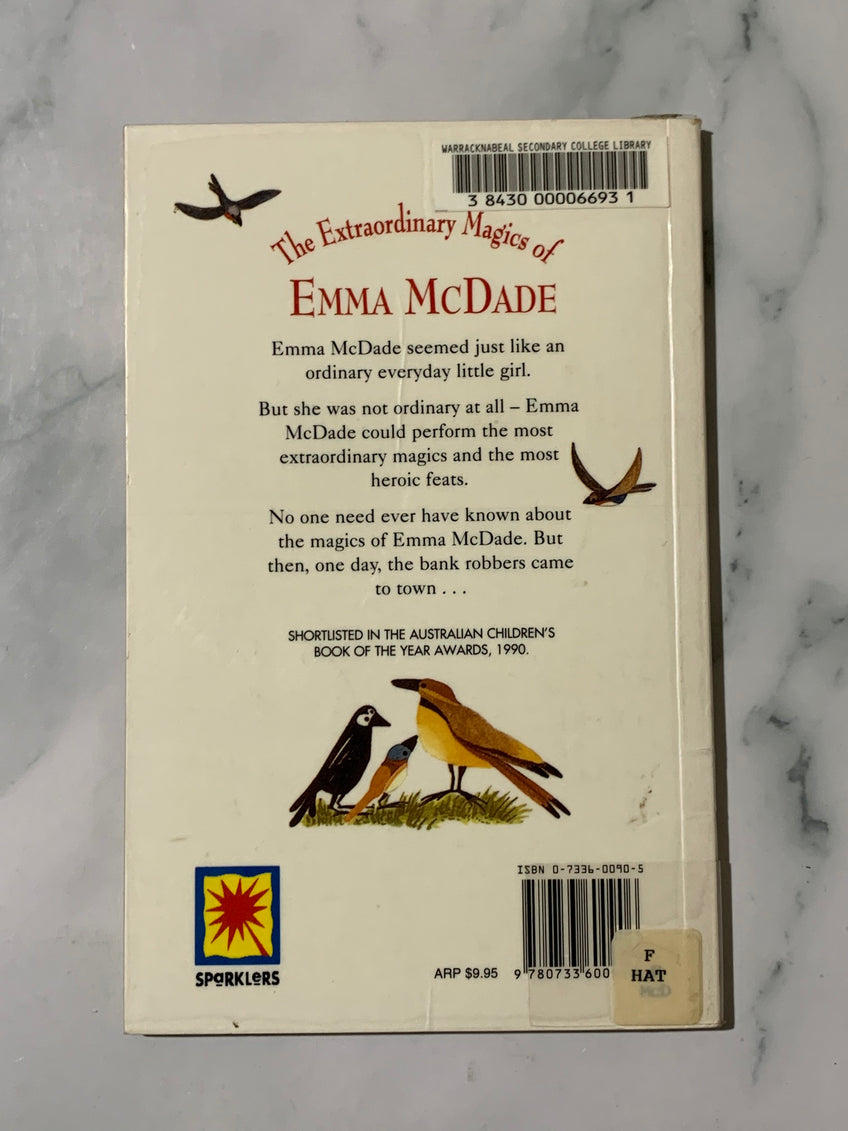 WARRACKNABEAL SECONDARY COLLEGE LIBRARY
3 8430 00006693 1
The Extraordinary Magics of
EMMA MCDADE
Emma McDade seemed just like an
ordinary everyday little girl.
But she was not ordinary at all – Emma
McDade could perform the most
extraordinary magics and the most
heroic feats.
No one need ever have known about
the magics of Emma McDade. But
then, one day, the bank robbers came
to town . . .
SHORTLISTED IN THE AUSTRALIAN CHILDREN'S
BOOK OF THE YEAR AWARDS, 1990.
SPARKLERS
ISBN 0-7336-0090-5
ARP $9.95
9 780733 600
F
HAT
McD